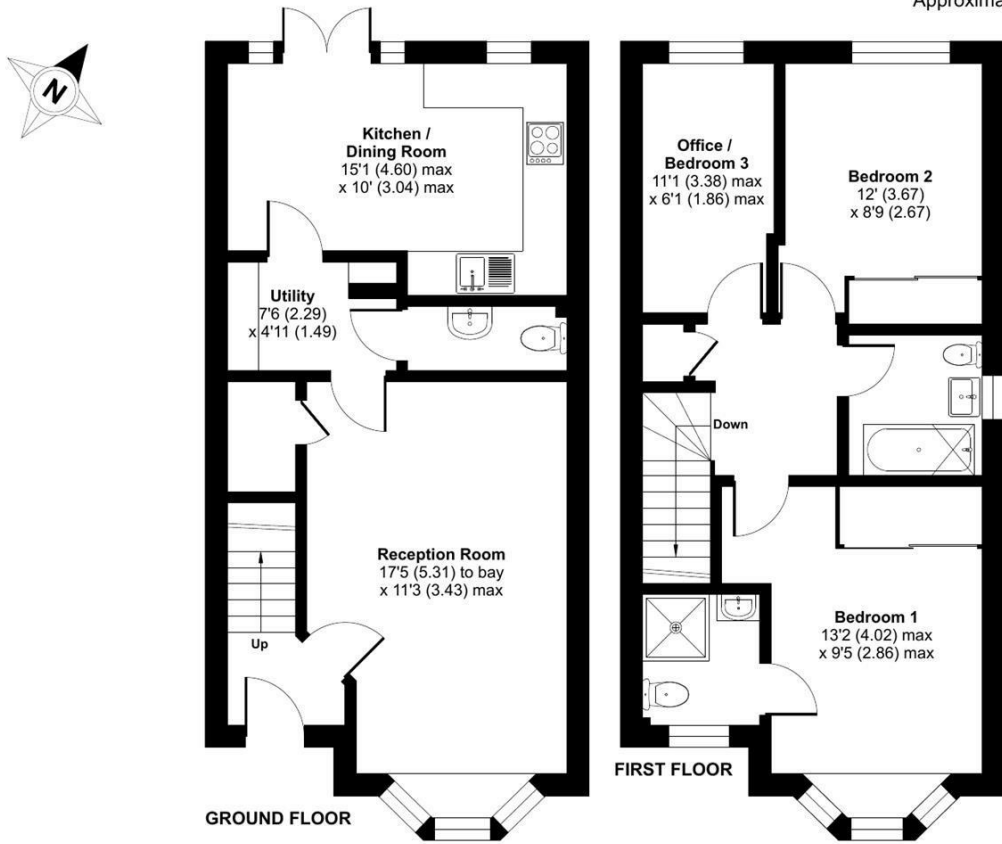 Approxima
N
Kitchen /
Dining Room
15'1 (4.60) max
x 10' (3.04) max
Utility
7'6 (2.29)
x 4'11 (1.49)
Reception Room
17'5 (5.31) to bay
x 11'3 (3.43) max
Up
GROUND FLOOR
Office /
Bedroom 3
11'1 (3.38) max
x 6'1 (1.86) max
Bedroom 2
12' (3.67)
x 8'9 (2.67)
Down
Bedroom 1
13'2 (4.02) max
x 9'5 (2.86) max
FIRST FLOOR